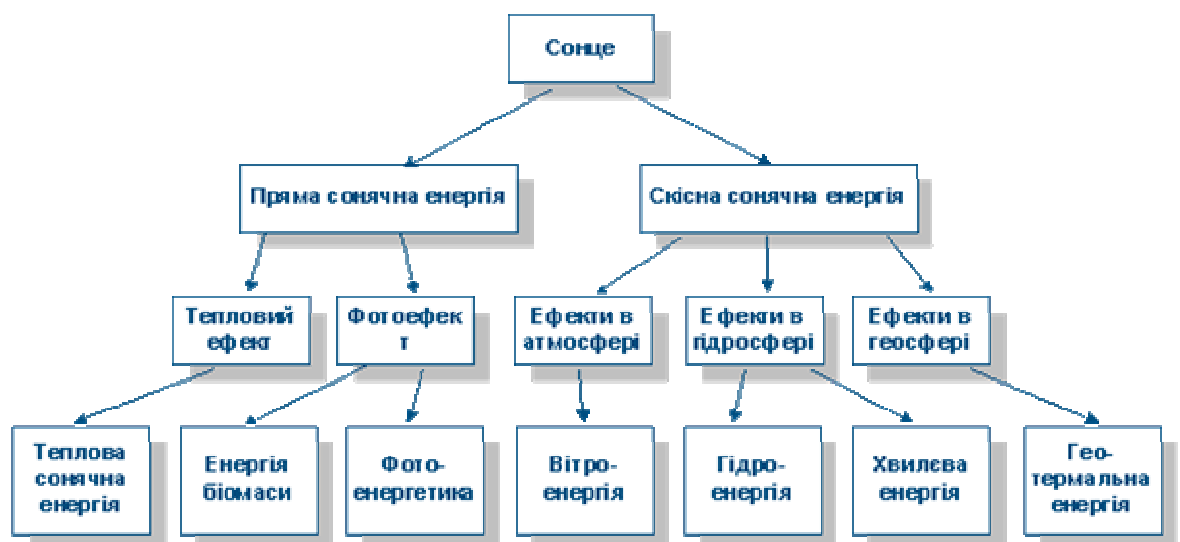 Сонце
Пряма сонячна енергія
Скісна сонячна енергія
Тепловий
ефект
Фотоефек
т
Ефекти в
атмосфері
Ефекти в
гідросфері
Ефекти в
геосфері
Теплова
сонячна
енергія
Енергія
біомаси
Фото-
енергетика
Вітро-
енергія
Гідро-
енергія
Хвилєва
енергія
Гео-
термальна
енергія